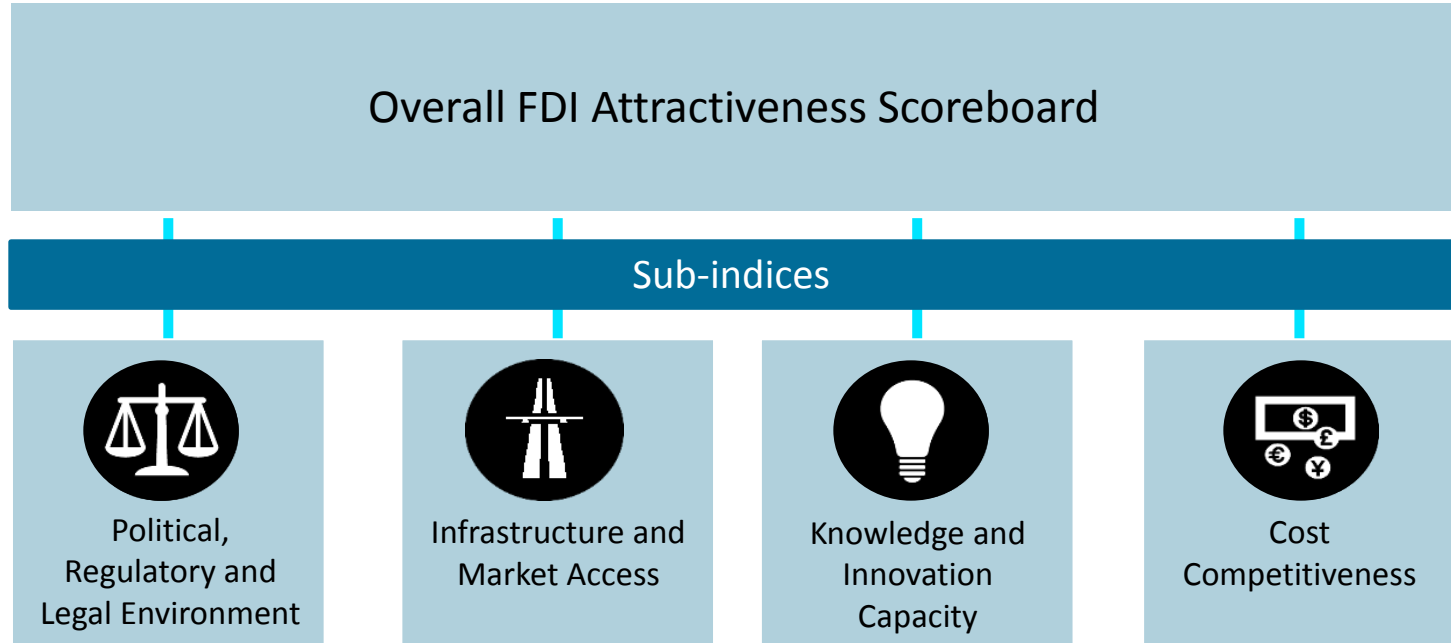 Overall FDI Attractiveness Scoreboard
Sub-indices
Political,
Regulatory and
Legal Environment
Infrastructure and
Market Access
Knowledge and
Innovation
Capacity
$
£
€
¥
Cost
Competitiveness